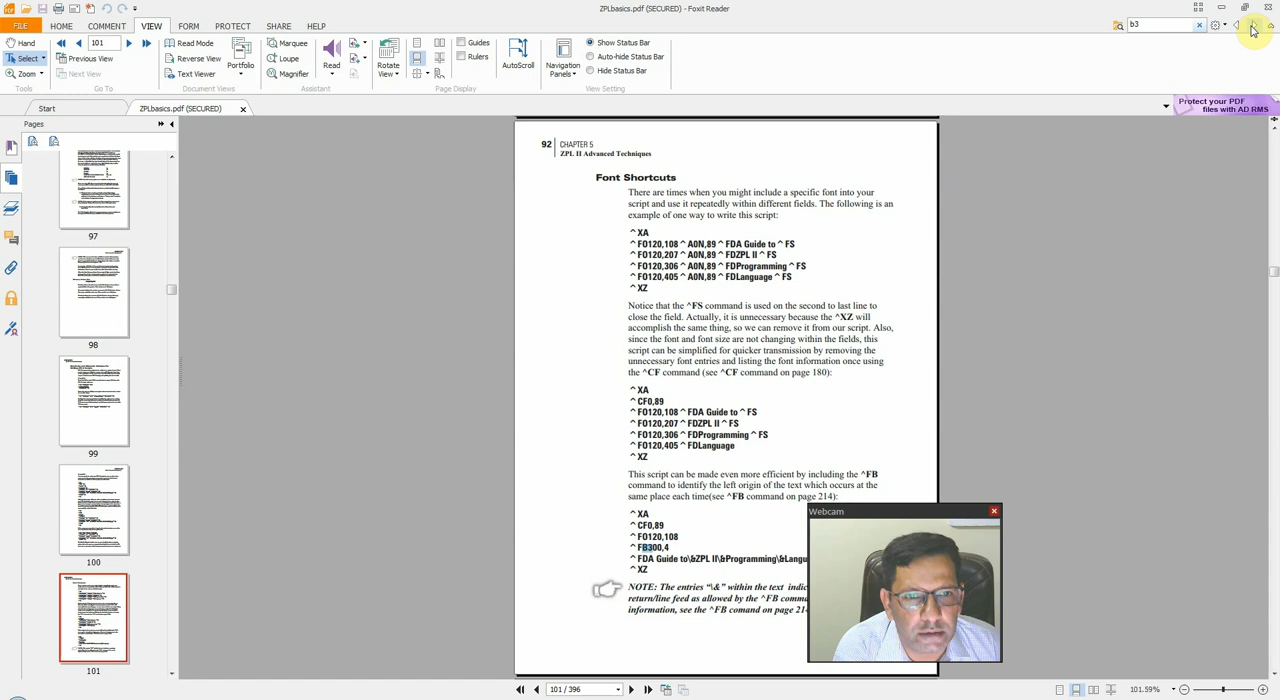 ZPLbasics.pdf (SECURED) - Foxit Reader
FILE HOME COMMENT VIEW FORM PROTECT SHARE HELP
b3
Hand
Select
Zoom
Tools
101
Previous View
Next View
Go To
Read Mode
Reverse View
Text Viewer
Portfolio
Document Views
Marquee
Loupe
Magnifier
Read
Assistant
Rotate
View
Guides
Rulers
Page Display
AutoScroll
Navigation
Panels
Show Status Bar
Auto-hide Status Bar
Hide Status Bar
View Setting
Start
ZPLbasics.pdf (SECURED)
Protect your PDF
files with AD RMS
Pages
97
98
99
100
101
92 CHAPTER 5
ZPL II Advanced Techniques
Font Shortcuts
There are times when you might include a specific font into your
script and use it repeatedly within different fields. The following is an
example of one way to write this script:
^XA
^FO120,108^A0N,89^FDA Guide to^FS
^FO120,207^A0N,89^FDZPL II^FS
^FO120,306^A0N,89^FDProgramming^FS
^FO120,405^A0N,89^FDLanguage^FS
^XZ
Notice that the ^FS command is used on the second to last line to
close the field. Actually, it is unnecessary because the ^XZ will
accomplish the same thing, so we can remove it from our script. Also,
since the font and font size are not changing within the fields, this
script can be simplified for quicker transmission by removing the
unnecessary font entries and listing the font information once using
the ^CF command (see ^CF command on page 180):
^XA
^CF0,89
^FO120,108^FDA Guide to^FS
^FO120,207^FDZPL II^FS
^FO120,306^FDProgramming^FS
^FO120,405^FDLanguage
^XZ
This script can be made even more efficient by including the ^FB
command to identify the left origin of the text which occurs at the
same place each time(see ^FB command on page 214):
^XA
^CF0,89
^FO120,108
^FB300,4
^FDA Guide to\&ZPL II\&Programming\&Langu
^XZ
NOTE: The entries "\&" within the text indic
return/line feed as allowed by the ^FB comma
information, see the ^FB comand on page 214
Webcam
101 / 396
101.59%